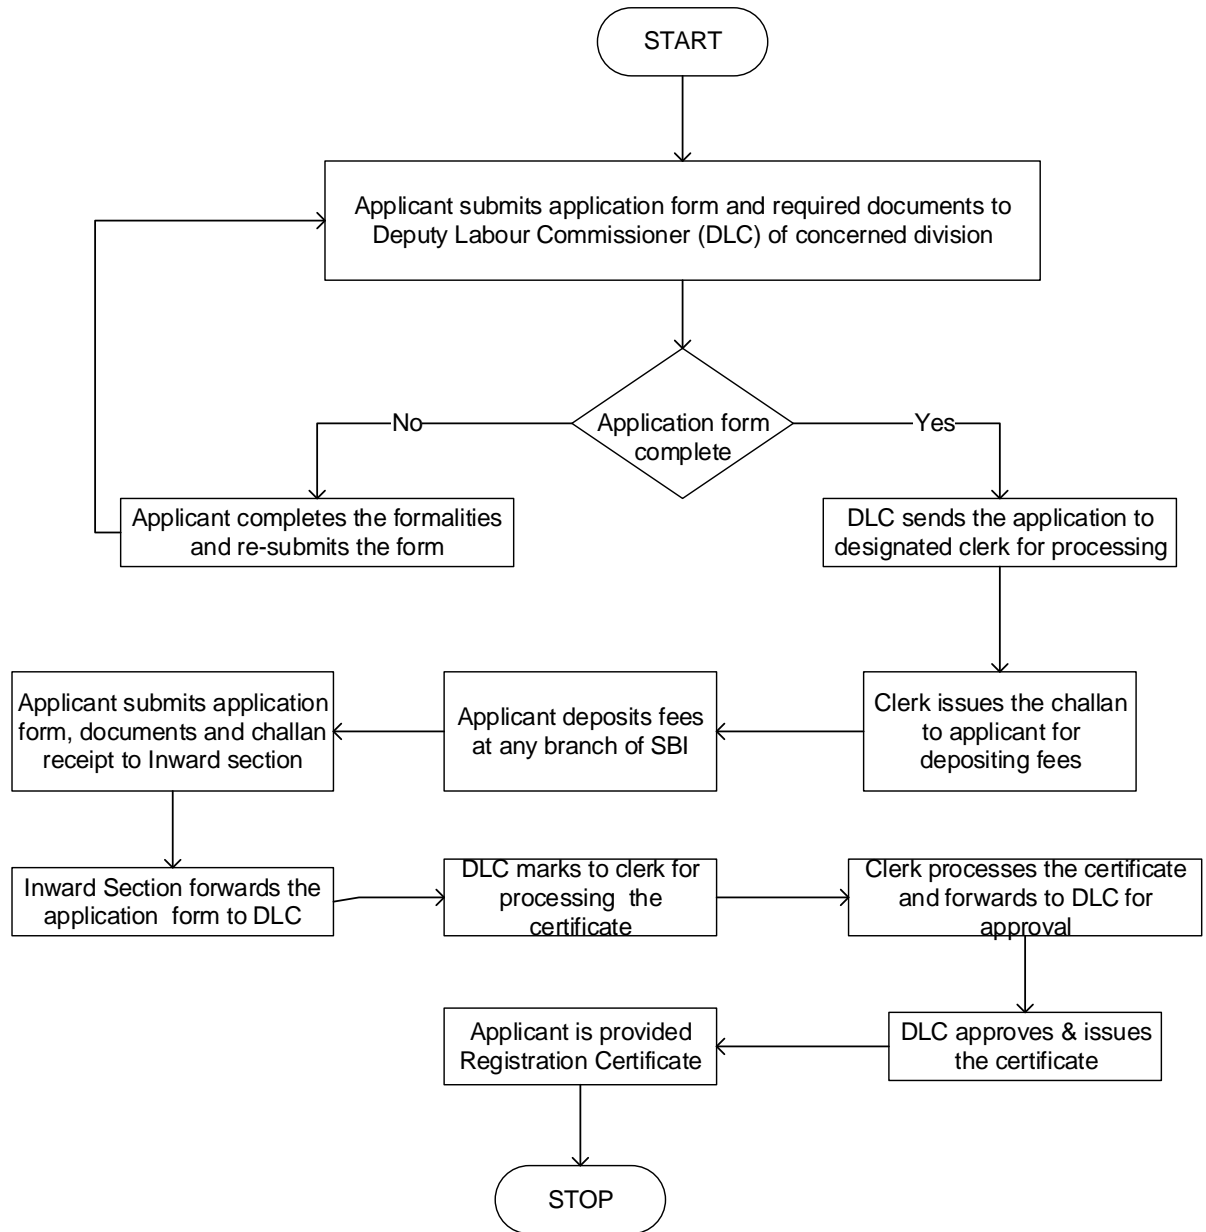 START
Applicant submits application form and required documents to
Deputy Labour Commissioner (DLC) of concerned division
Application form
complete
No
Yes
Applicant completes the formalities
and re-submits the form
DLC sends the application to
designated clerk for processing
Clerk issues the challan
to applicant for
depositing fees
Applicant deposits fees
at any branch of SBI
Applicant submits application
form, documents and challan
receipt to Inward section
Inward Section forwards the
application form to DLC
DLC marks to clerk for
processing the
certificate
Clerk processes the certificate
and forwards to DLC for
approval
DLC approves & issues
the certificate
Applicant is provided
Registration Certificate
STOP